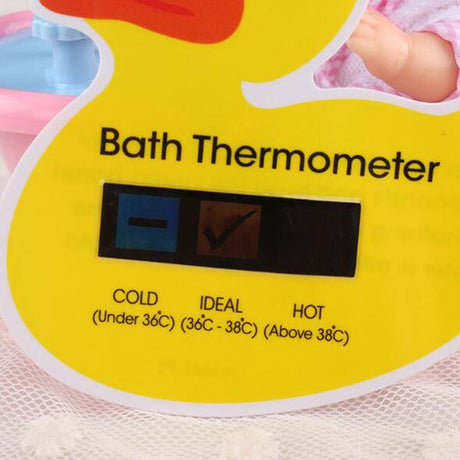 Bath Thermometer
COLD IDEAL HOT
(Under 36°C) (36°C - 38°C) (Above 38°C)